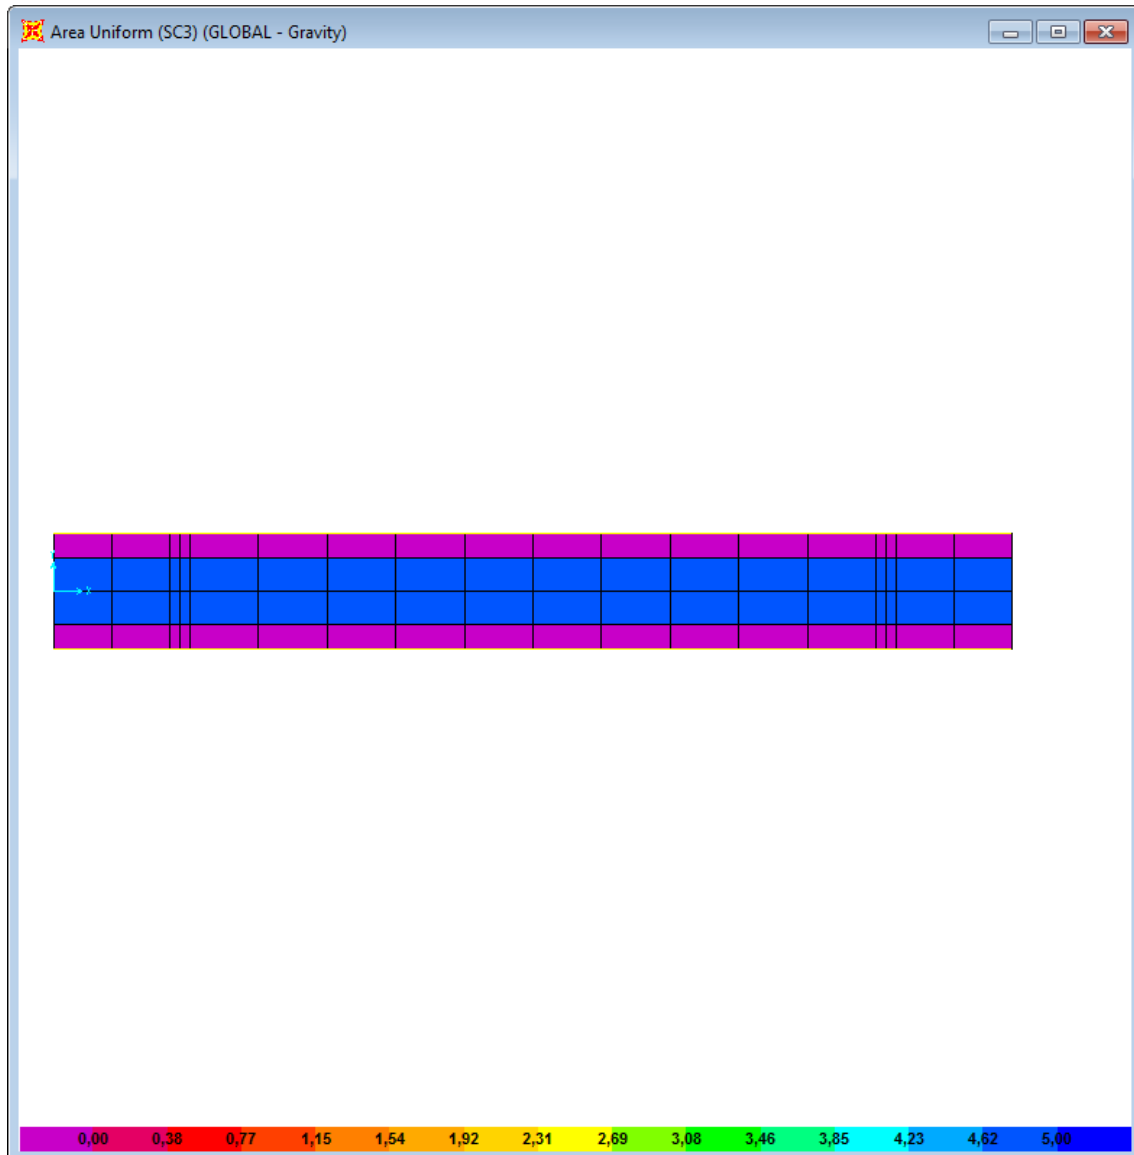 Area Uniform (SC3) (GLOBAL - Gravity)
X
0,00 0,38 0,77 1,15 1,54 1,92 2,31 2,69 3,08 3,46 3,85 4,23 4,62 5,00